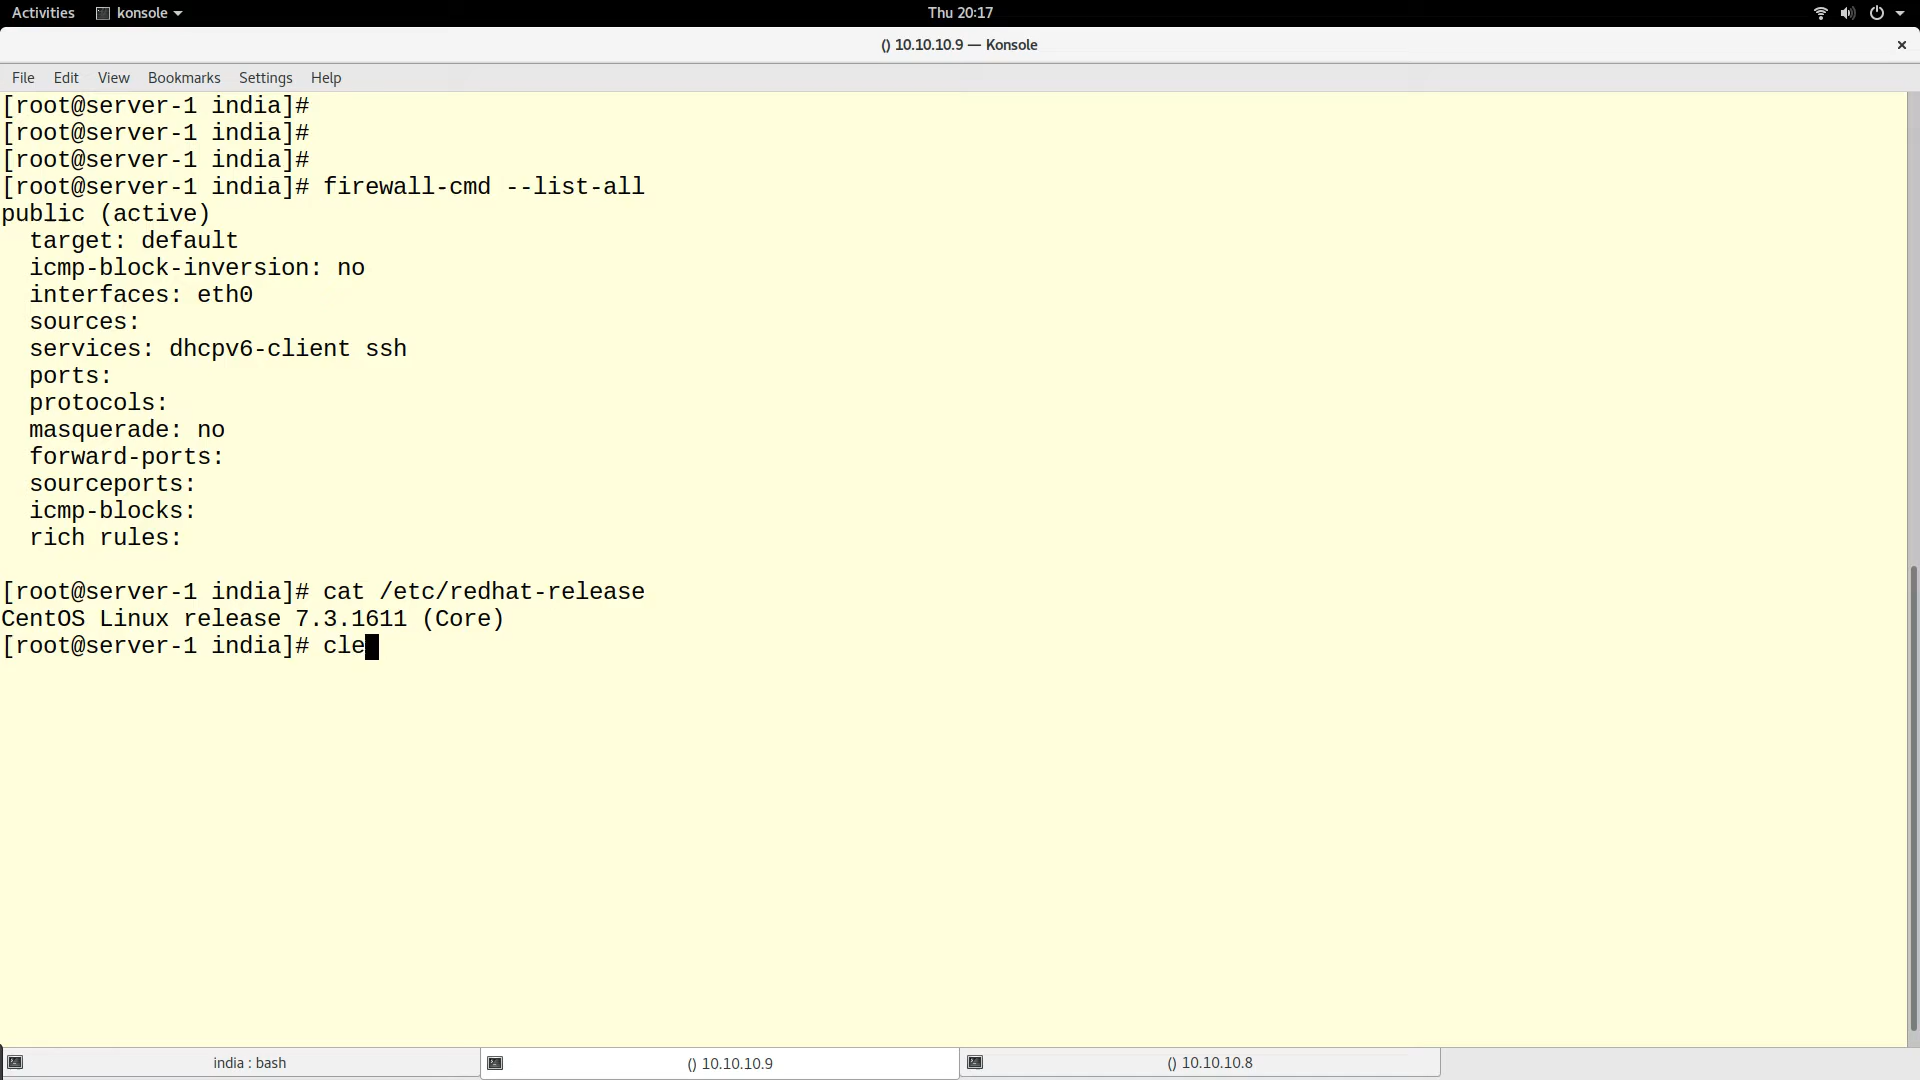 Activities konsole Thu 20:17
() 10.10.10.9 — Konsole
File Edit View Bookmarks Settings Help
[root@server-1 india]#
[root@server-1 india]#
[root@server-1 india]#
[root@server-1 india]# firewall-cmd --list-all
public (active)
  target: default
  icmp-block-inversion: no
  interfaces: eth0
  sources:
  services: dhcpv6-client ssh
  ports:
  protocols:
  masquerade: no
  forward-ports:
  sourceports:
  icmp-blocks:
  rich rules:
[root@server-1 india]# cat /etc/redhat-release
CentOS Linux release 7.3.1611 (Core)
[root@server-1 india]# cle
india : bash () 10.10.10.9 () 10.10.10.8